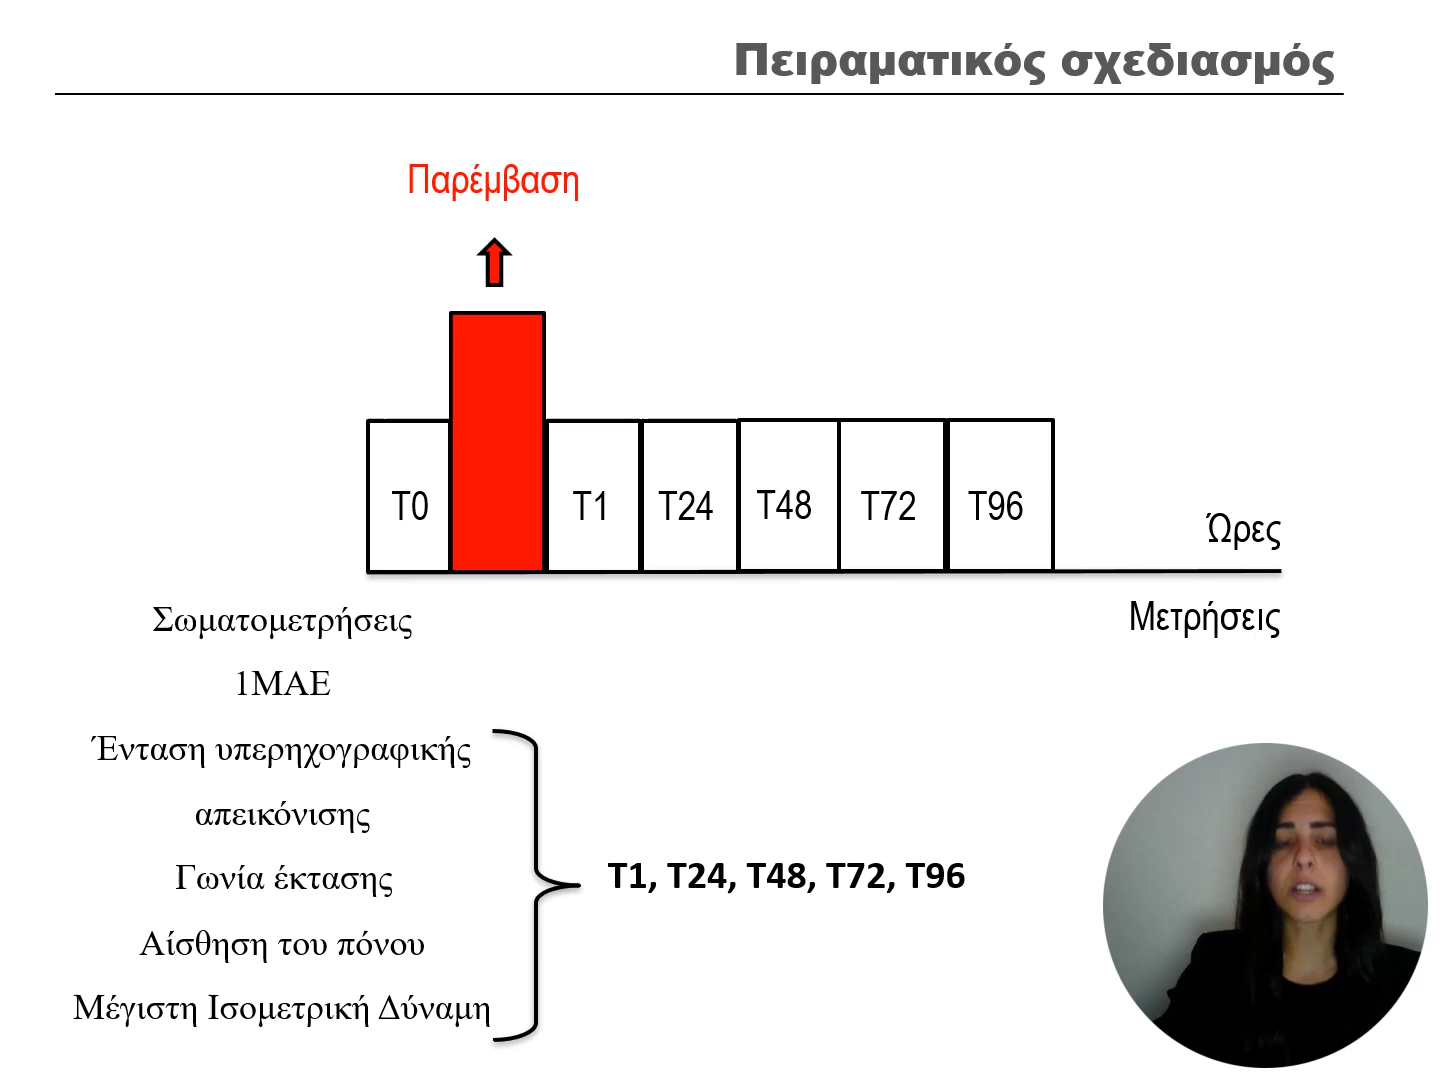 Πειραματικός σχεδιασμός
Παρέμβαση
T0 T1 T24 T48 T72 T96
Ώρες
Μετρήσεις
Σωματομετρήσεις
1ΜΑΕ
Ένταση υπερηχογραφικής
απεικόνισης
Γωνία έκτασης
Αίσθηση του πόνου
Μέγιστη Ισομετρική Δύναμη
T1, T24, T48, T72, T96